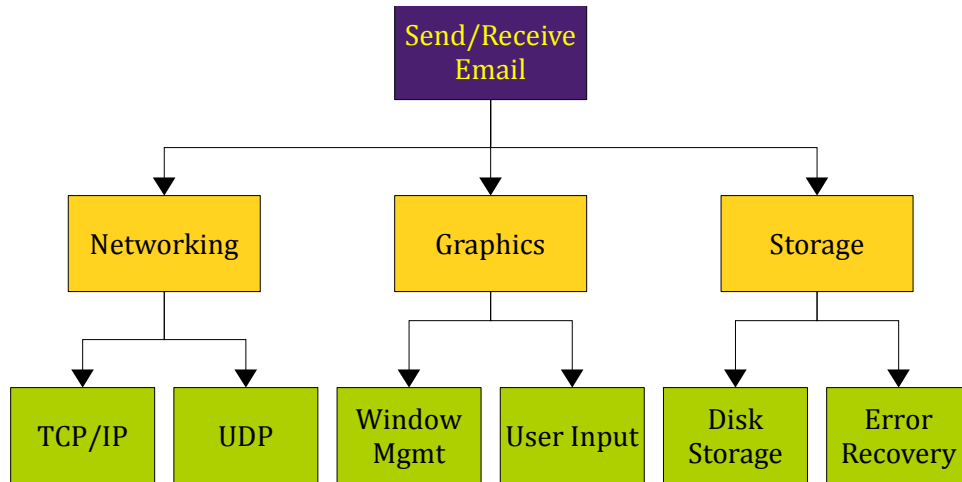 Send/Receive
Email
Networking
Graphics
Storage
TCP/IP
UDP
Window
Mgmt
User Input
Disk
Storage
Error
Recovery